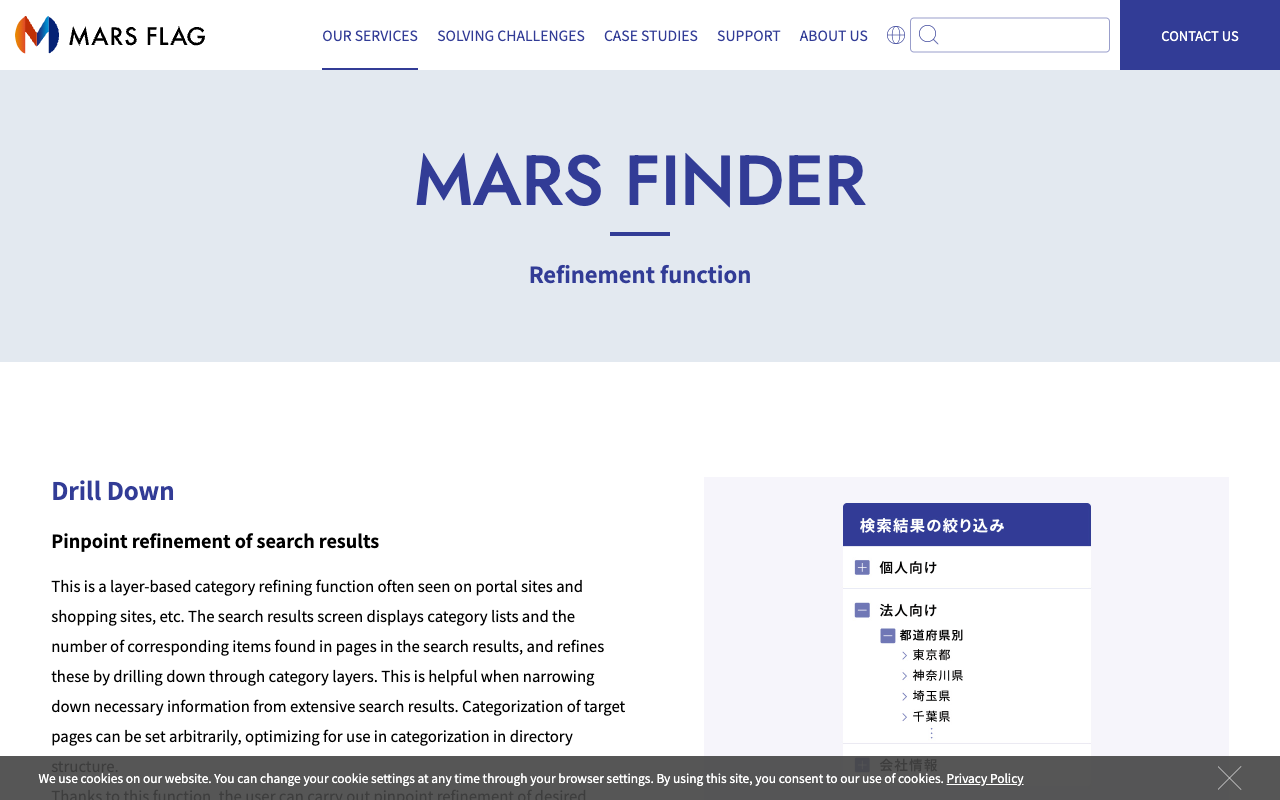 MARS FLAG
OUR SERVICES SOLVING CHALLENGES CASE STUDIES SUPPORT ABOUT US
CONTACT US
MARS FINDER
Refinement function
Drill Down
Pinpoint refinement of search results
This is a layer-based category refining function often seen on portal sites and
shopping sites, etc. The search results screen displays category lists and the
number of corresponding items found in pages in the search results, and refines
these by drilling down through category layers. This is helpful when narrowing
down necessary information from extensive search results. Categorization of target
pages can be set arbitrarily, optimizing for use in categorization in directory
structure.
Thanks to this function, the user can carry out pinpoint refinement of desired
検索結果の絞り込み
個人向け
法人向け
都道府県別
東京都
神奈川県
埼玉県
千葉県
会社情報
We use cookies on our website. You can change your cookie settings at any time through your browser settings. By using this site, you consent to our use of cookies. Privacy Policy